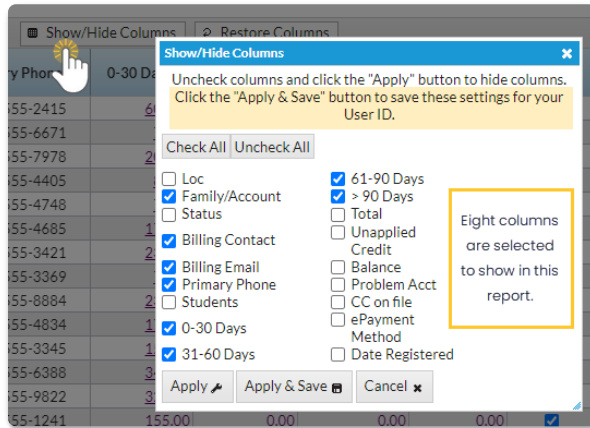 Show/Hide Columns
Restore Columns
Show/Hide Columns
Uncheck columns and click the "Apply" button to hide columns.
Click the "Apply & Save" button to save these settings for your
User ID.
Check All Uncheck All
Loc
Family/Account
Status
Billing Contact
Billing Email
Primary Phone
Students
0-30 Days
31-60 Days
61-90 Days
> 90 Days
Total
Unapplied
Credit
Balance
Problem Acct
CC on file
ePayment
Method
Date Registered
Eight columns
are selected
to show in this
report.
Apply Apply & Save Cancel
ry Phon 0-30 Da
555-2415
555-6671
555-7978
555-4405
555-4748
555-4685
555-3421
555-3369
555-8884
555-4834
555-3345
555-6388
555-9822
555-1241 155.00 0.00 0.00 0.00